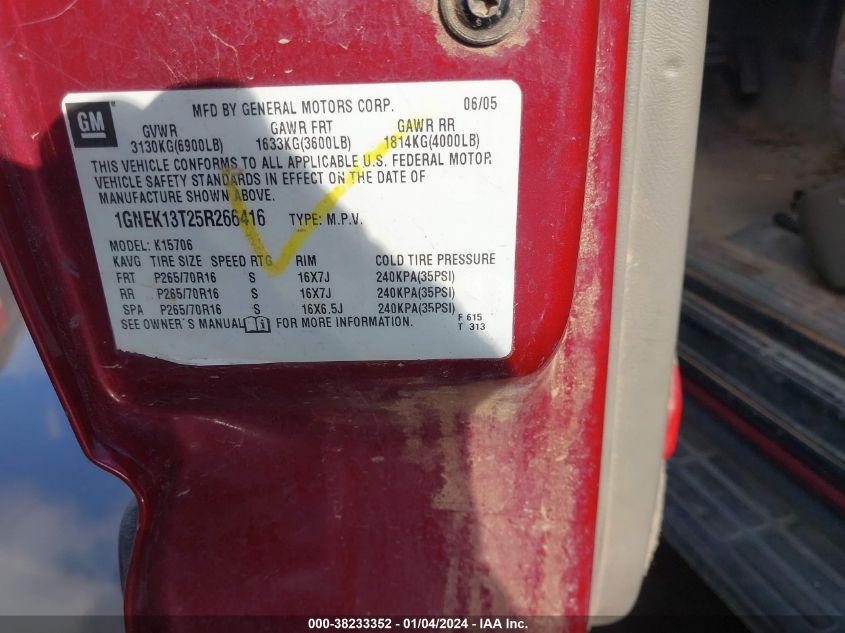 GM
MFD BY GENERAL MOTORS CORP. 06/05
GVWR GAWR FRT GAWR RR
3130KG(6900LB) 1633KG(3600LB) 1814KG(4000LB)
THIS VEHICLE CONFORMS TO ALL APPLICABLE U.S. FEDERAL MOTOR
VEHICLE SAFETY STANDARDS IN EFFECT ON THE DATE OF
MANUFACTURE SHOWN ABOVE.
1GNEK13T25R266416 TYPE: M.P.V.
MODEL: K15706
KAVG TIRE SIZE SPEED RTG RIM COLD TIRE PRESSURE
FRT P265/70R16 S 16X7J 240KPA(35PSI)
RR P265/70R16 S 16X7J 240KPA(35PSI)
SPA P265/70R16 S 16X6.5J 240KPA(35PSI)
SEE OWNER'S MANUAL FOR MORE INFORMATION.
F 615
T 313
000-38233352 - 01/04/2024 - IAA Inc.